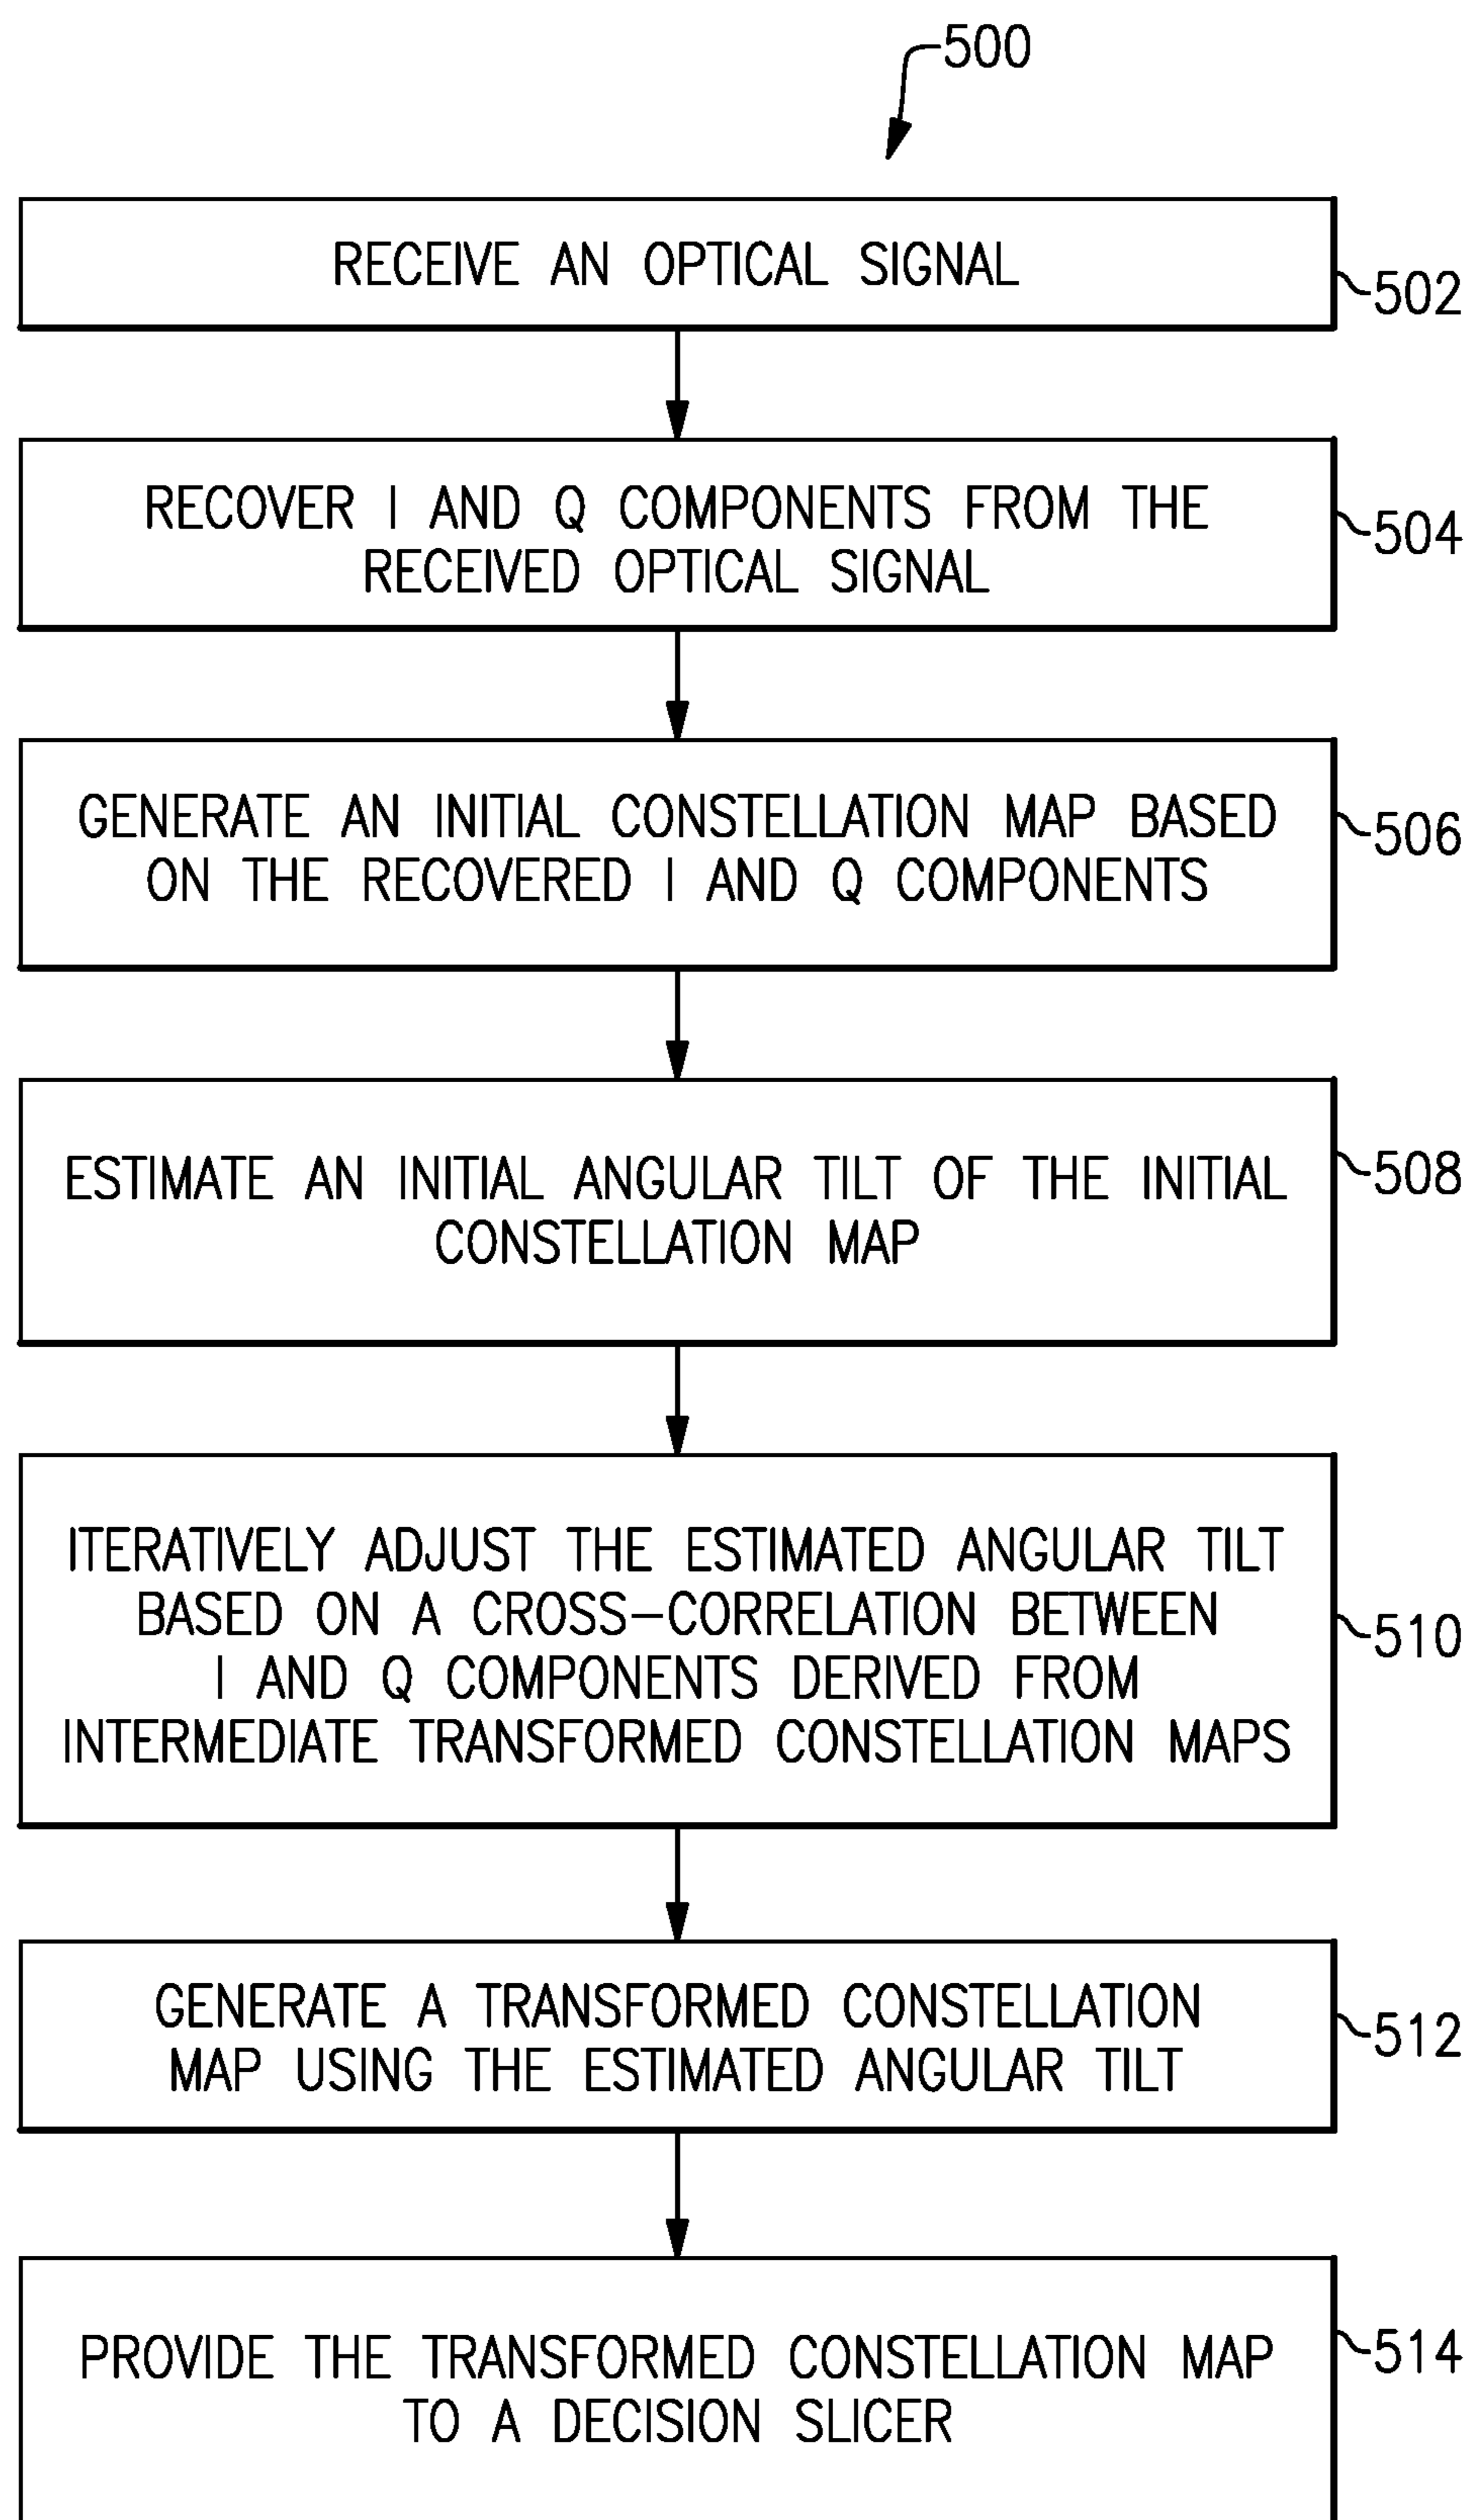 500
RECEIVE AN OPTICAL SIGNAL
502
RECOVER I AND Q COMPONENTS FROM THE
RECEIVED OPTICAL SIGNAL
504
GENERATE AN INITIAL CONSTELLATION MAP BASED
ON THE RECOVERED I AND Q COMPONENTS
506
ESTIMATE AN INITIAL ANGULAR TILT OF THE INITIAL
CONSTELLATION MAP
508
ITERATIVELY ADJUST THE ESTIMATED ANGULAR TILT
BASED ON A CROSS-CORRELATION BETWEEN
I AND Q COMPONENTS DERIVED FROM
INTERMEDIATE TRANSFORMED CONSTELLATION MAPS
510
GENERATE A TRANSFORMED CONSTELLATION
MAP USING THE ESTIMATED ANGULAR TILT
512
PROVIDE THE TRANSFORMED CONSTELLATION MAP
TO A DECISION SLICER
514